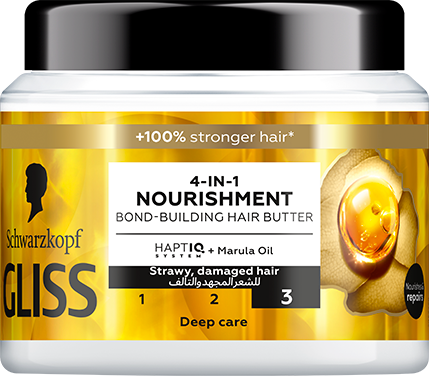 +100% stronger hair*
4-IN-1
NOURISHMENT
BOND-BUILDING HAIR BUTTER
HAPTIQ
SYSTEM
+ Marula Oil
Schwarzkopf
GLISS
Strawy, damaged hair
للشعر المجهد والتالف
1 2 3
Deep care
repairs